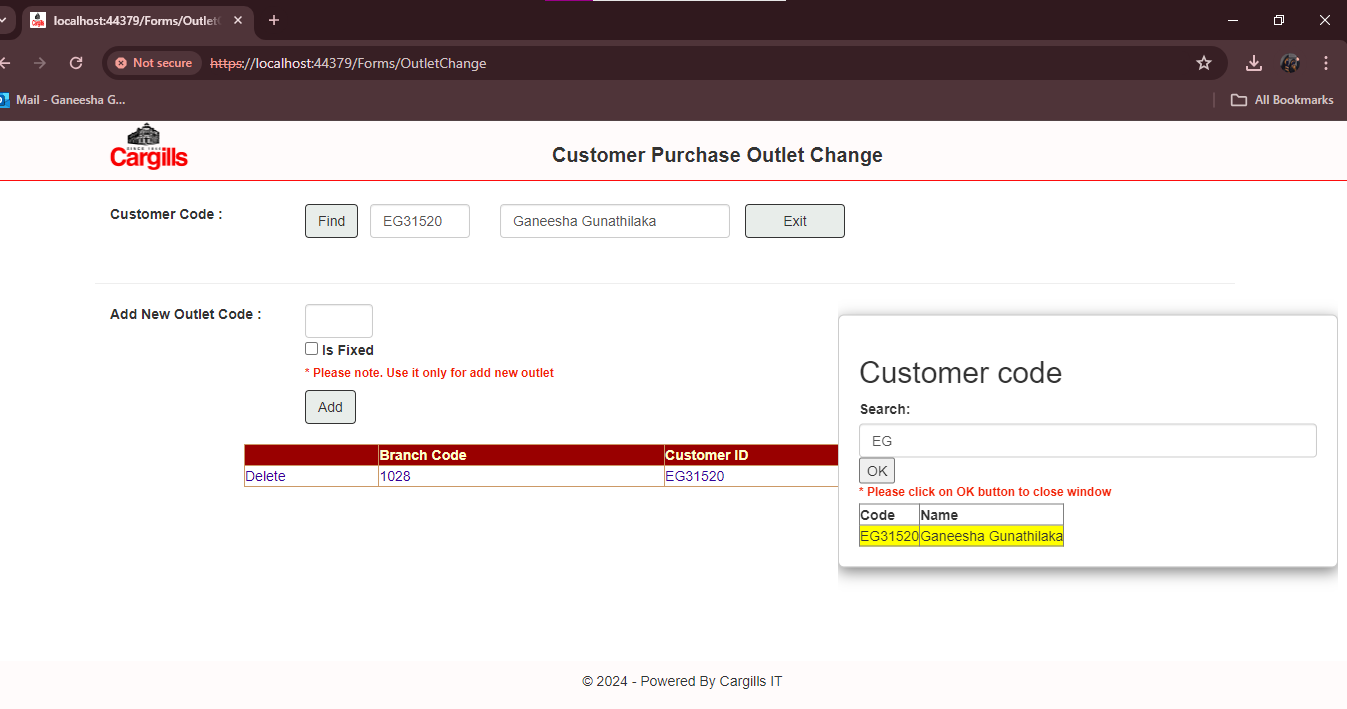 localhost:44379/Forms/Outlet
Not secure
https://localhost:44379/Forms/OutletChange
Mail - Ganeesha G...
All Bookmarks
Cargills
Customer Purchase Outlet Change
Customer Code :
Find
EG31520
Ganeesha Gunathilaka
Exit
Add New Outlet Code :
Is Fixed
* Please note. Use it only for add new outlet
Add
Branch Code
Customer ID
Delete
1028
EG31520
Customer code
Search:
EG
OK
* Please click on OK button to close window
Code
Name
EG31520
Ganeesha Gunathilaka
© 2024 - Powered By Cargills IT